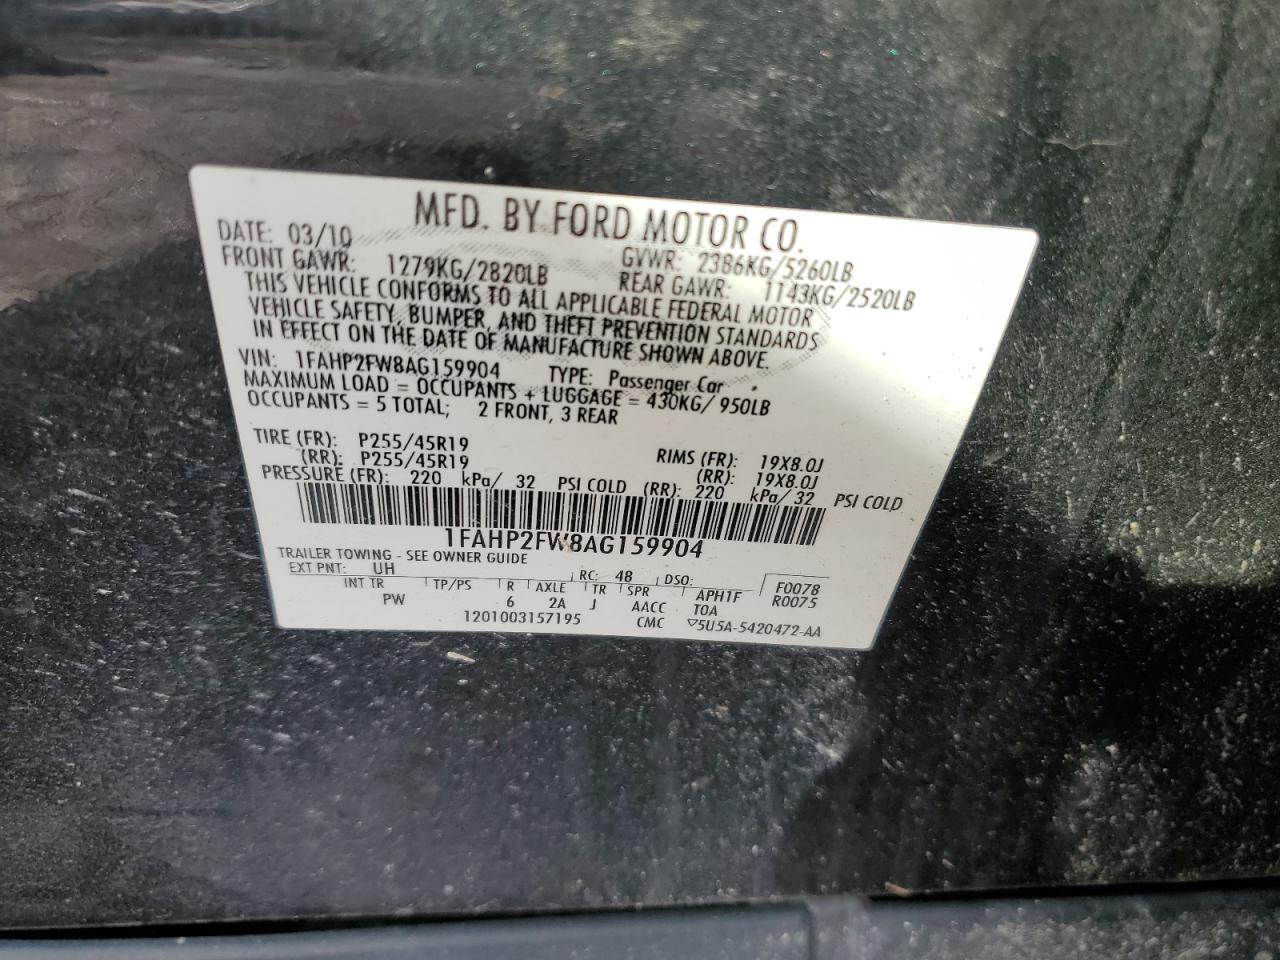 MFD. BY FORD MOTOR CO.
DATE: 03/10 GVWR: 2386KG/5260LB
FRONT GAWR: 1279KG/2820LB REAR GAWR: 1143KG/2520LB
THIS VEHICLE CONFORMS TO ALL APPLICABLE FEDERAL MOTOR
VEHICLE SAFETY, BUMPER, AND THEFT PREVENTION STANDARDS
IN EFFECT ON THE DATE OF MANUFACTURE SHOWN ABOVE.
VIN: 1FAHP2FW8AG159904 TYPE: Passenger Car
MAXIMUM LOAD = OCCUPANTS + LUGGAGE = 430KG/ 950LB
OCCUPANTS = 5 TOTAL; 2 FRONT, 3 REAR
TIRE (FR): P255/45R19 RIMS (FR): 19X8.0J
(RR): P255/45R19 (RR): 19X8.0J
PRESSURE (FR): 220 kPa/ 32 PSI COLD (RR): 220 kPa/ 32 PSI COLD
1FAHP2FW8AG159904
TRAILER TOWING - SEE OWNER GUIDE
EXT PNT: UH RC: 48 DSO: F0078
INT TR TP/PS R AXLE TR SPR APH1F R0075
PW 6 2A J AACC TOA
1201003157195 CMC ▽5U5A-5420472-AA